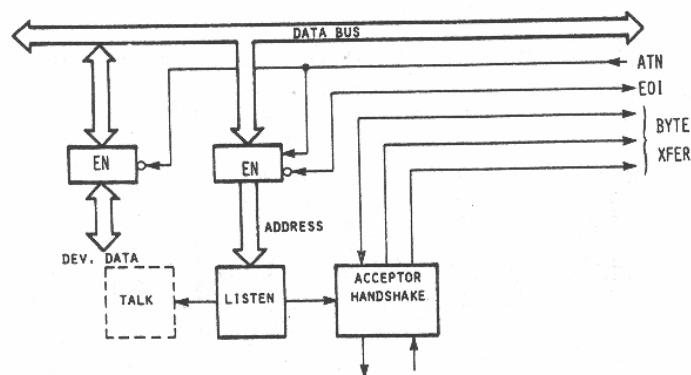 DATA BUS
ATN
EOI
BYTE
XFER
EN
EN
ADDRESS
DEV. DATA
TALK
LISTEN
ACCEPTOR
HANDSHAKE